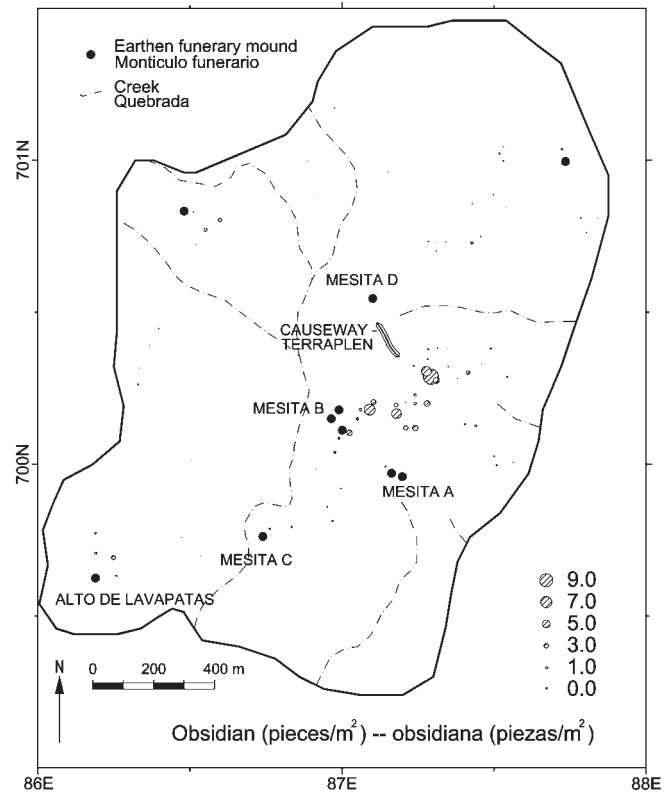 Earthen funerary mound
Monticulo funerario
Creek
Quebrada
701N
MESITA D
CAUSEWAY
TERRAPLEN
MESITA B
700N
MESITA A
MESITA C
ALTO DE LAVAPATAS
9.0
7.0
5.0
3.0
1.0
0.0
N
0 200 400 m
Obsidian (pieces/m²) -- obsidiana (piezas/m²)
86E 87E 88E